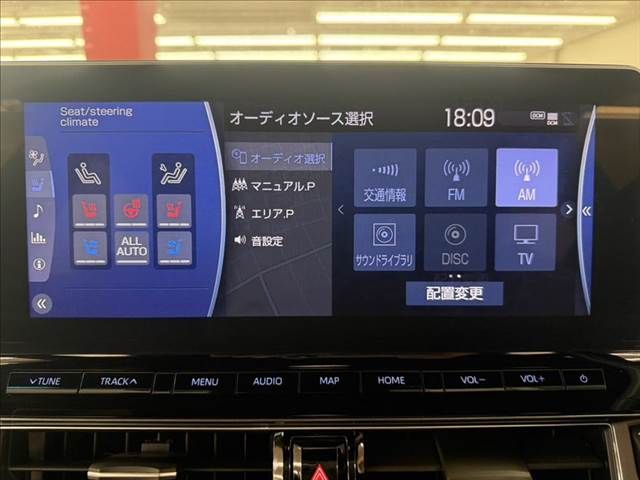 Seat/steering
climate
オーディオソース選択
18:09
DCM
DCM
オーディオ選択
マニュアル.P
エリア.P
音設定
交通情報
FM
AM
サウンドライブラリ
DISC
TV
ALL
AUTO
配置変更
∨TUNE
TRACK∧
MENU
AUDIO
MAP
HOME
VOL−
VOL+